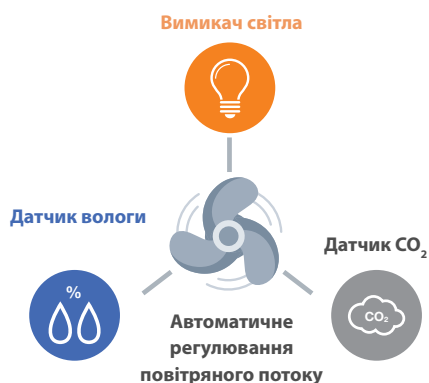 Вимикач світла
Датчик вологи
%
Датчик CO₂
CO₂
Автоматичне
регулювання
повітряного потоку